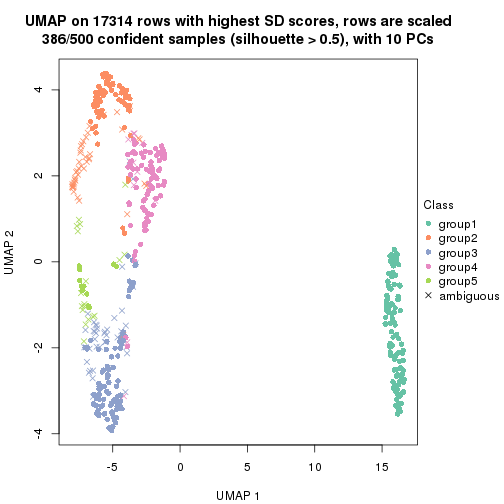 UMAP on 17314 rows with highest SD scores, rows are scaled
386/500 confident samples (silhouette > 0.5), with 10 PCs
4
2
0
-2
-4
UMAP 2
-5
0
5
10
15
UMAP 1
Class
group1
group2
group3
group4
group5
ambiguous